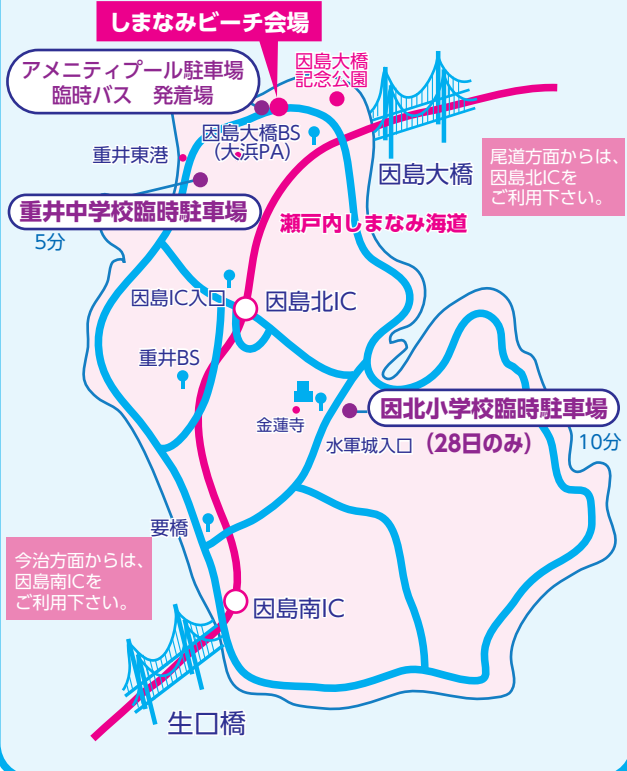 しまなみビーチ会場
アメニティプール駐車場
臨時バス　発着場
因島大橋
記念公園
因島大橋BS
(大浜PA)
重井東港
因島大橋
尾道方面からは、
因島北ICを
ご利用下さい。
重井中学校臨時駐車場
5分
瀬戸内しまなみ海道
因島IC入口
因島北IC
重井BS
因北小学校臨時駐車場
金蓮寺
水軍城入口
(28日のみ)
10分
要橋
今治方面からは、
因島南ICを
ご利用下さい。
因島南IC
生口橋